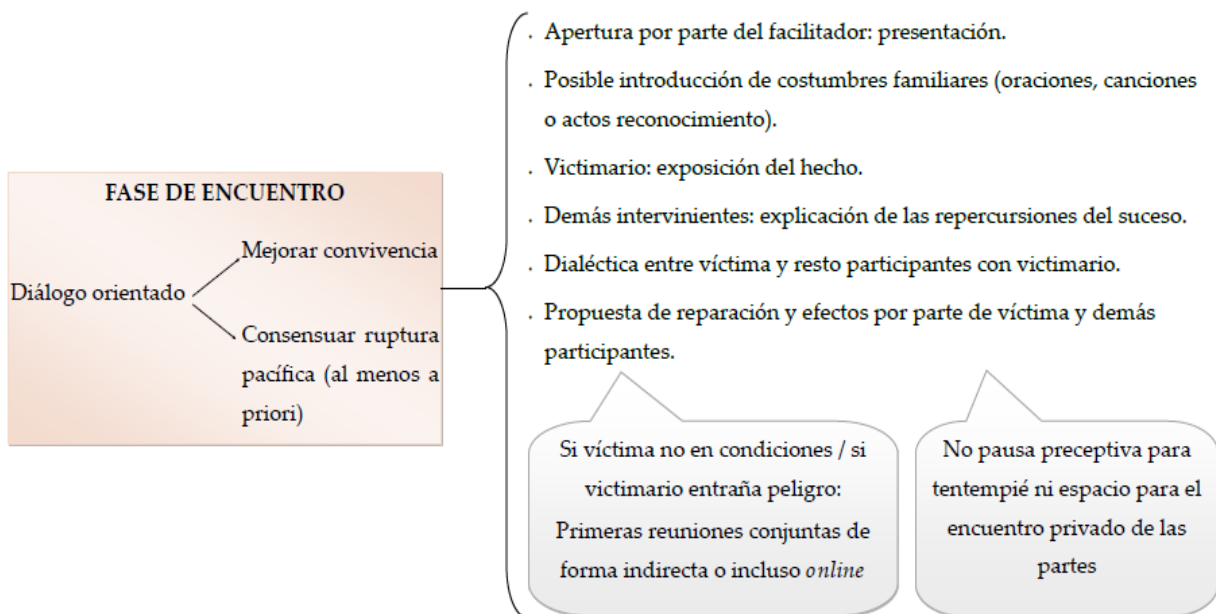 FASE DE ENCUENTRO
Diálogo orientado
Mejorar convivencia
Consensuar ruptura
pacífica (al menos a
priori)
. Apertura por parte del facilitador: presentación.
. Posible introducción de costumbres familiares (oraciones, canciones
o actos reconocimiento).
. Victimario: exposición del hecho.
. Demás intervinientes: explicación de las repercursiones del suceso.
. Dialéctica entre víctima y resto participantes con victimario.
. Propuesta de reparación y efectos por parte de víctima y demás
participantes.
Si víctima no en condiciones / si
victimario entraña peligro:
Primeras reuniones conjuntas de
forma indirecta o incluso online
No pausa preceptiva para
tentempié ni espacio para el
encuentro privado de las
partes